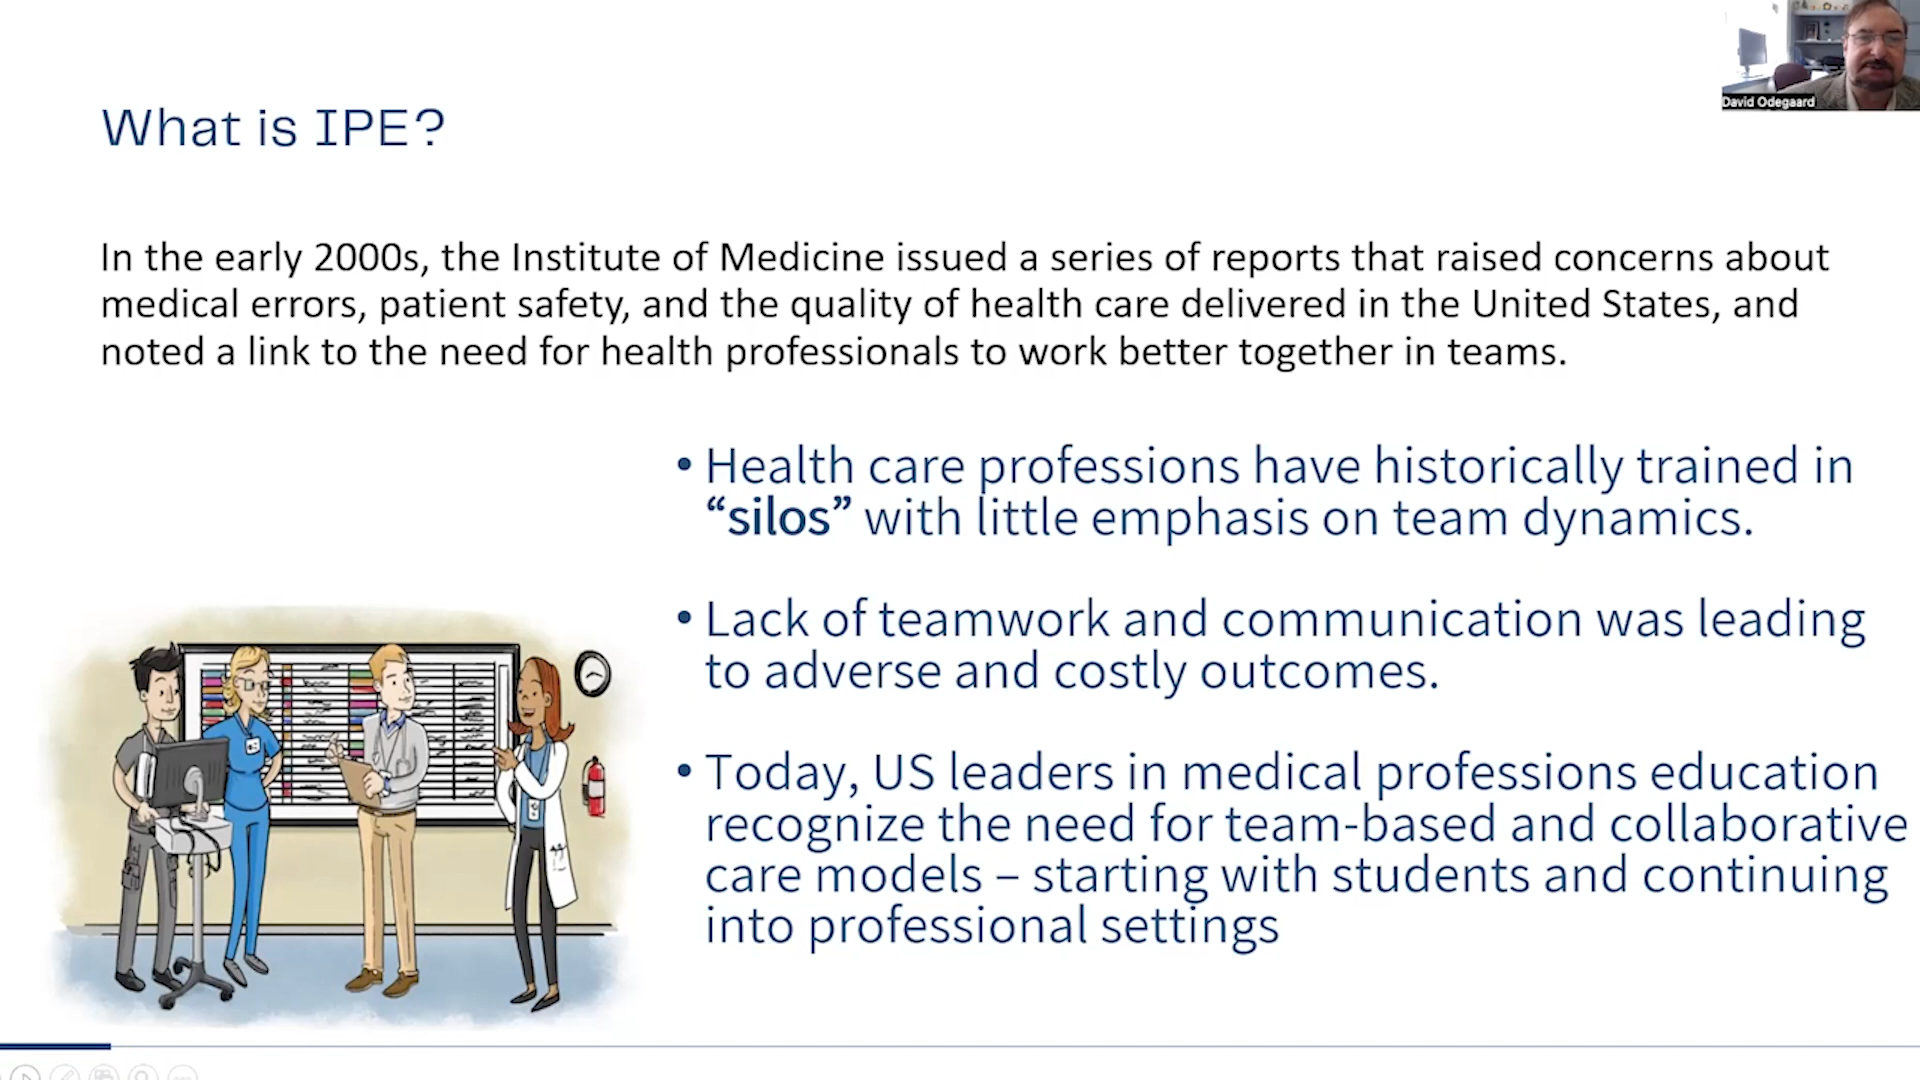 David Odegaard
What is IPE?
In the early 2000s, the Institute of Medicine issued a series of reports that raised concerns about
medical errors, patient safety, and the quality of health care delivered in the United States, and
noted a link to the need for health professionals to work better together in teams.
• Health care professions have historically trained in
“silos” with little emphasis on team dynamics.
• Lack of teamwork and communication was leading
to adverse and costly outcomes.
• Today, US leaders in medical professions education
recognize the need for team-based and collaborative
care models – starting with students and continuing
into professional settings